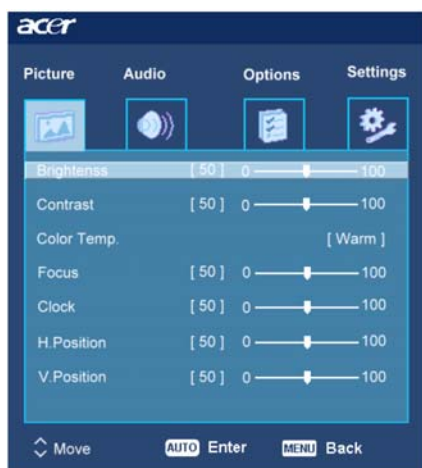 acer
Picture Audio Options Settings
Brightenss [ 50 ] 0 100
Contrast [ 50 ] 0 100
Color Temp. [ Warm ]
Focus [ 50 ] 0 100
Clock [ 50 ] 0 100
H.Position [ 50 ] 0 100
V.Position [ 50 ] 0 100
Move AUTO Enter MENU Back